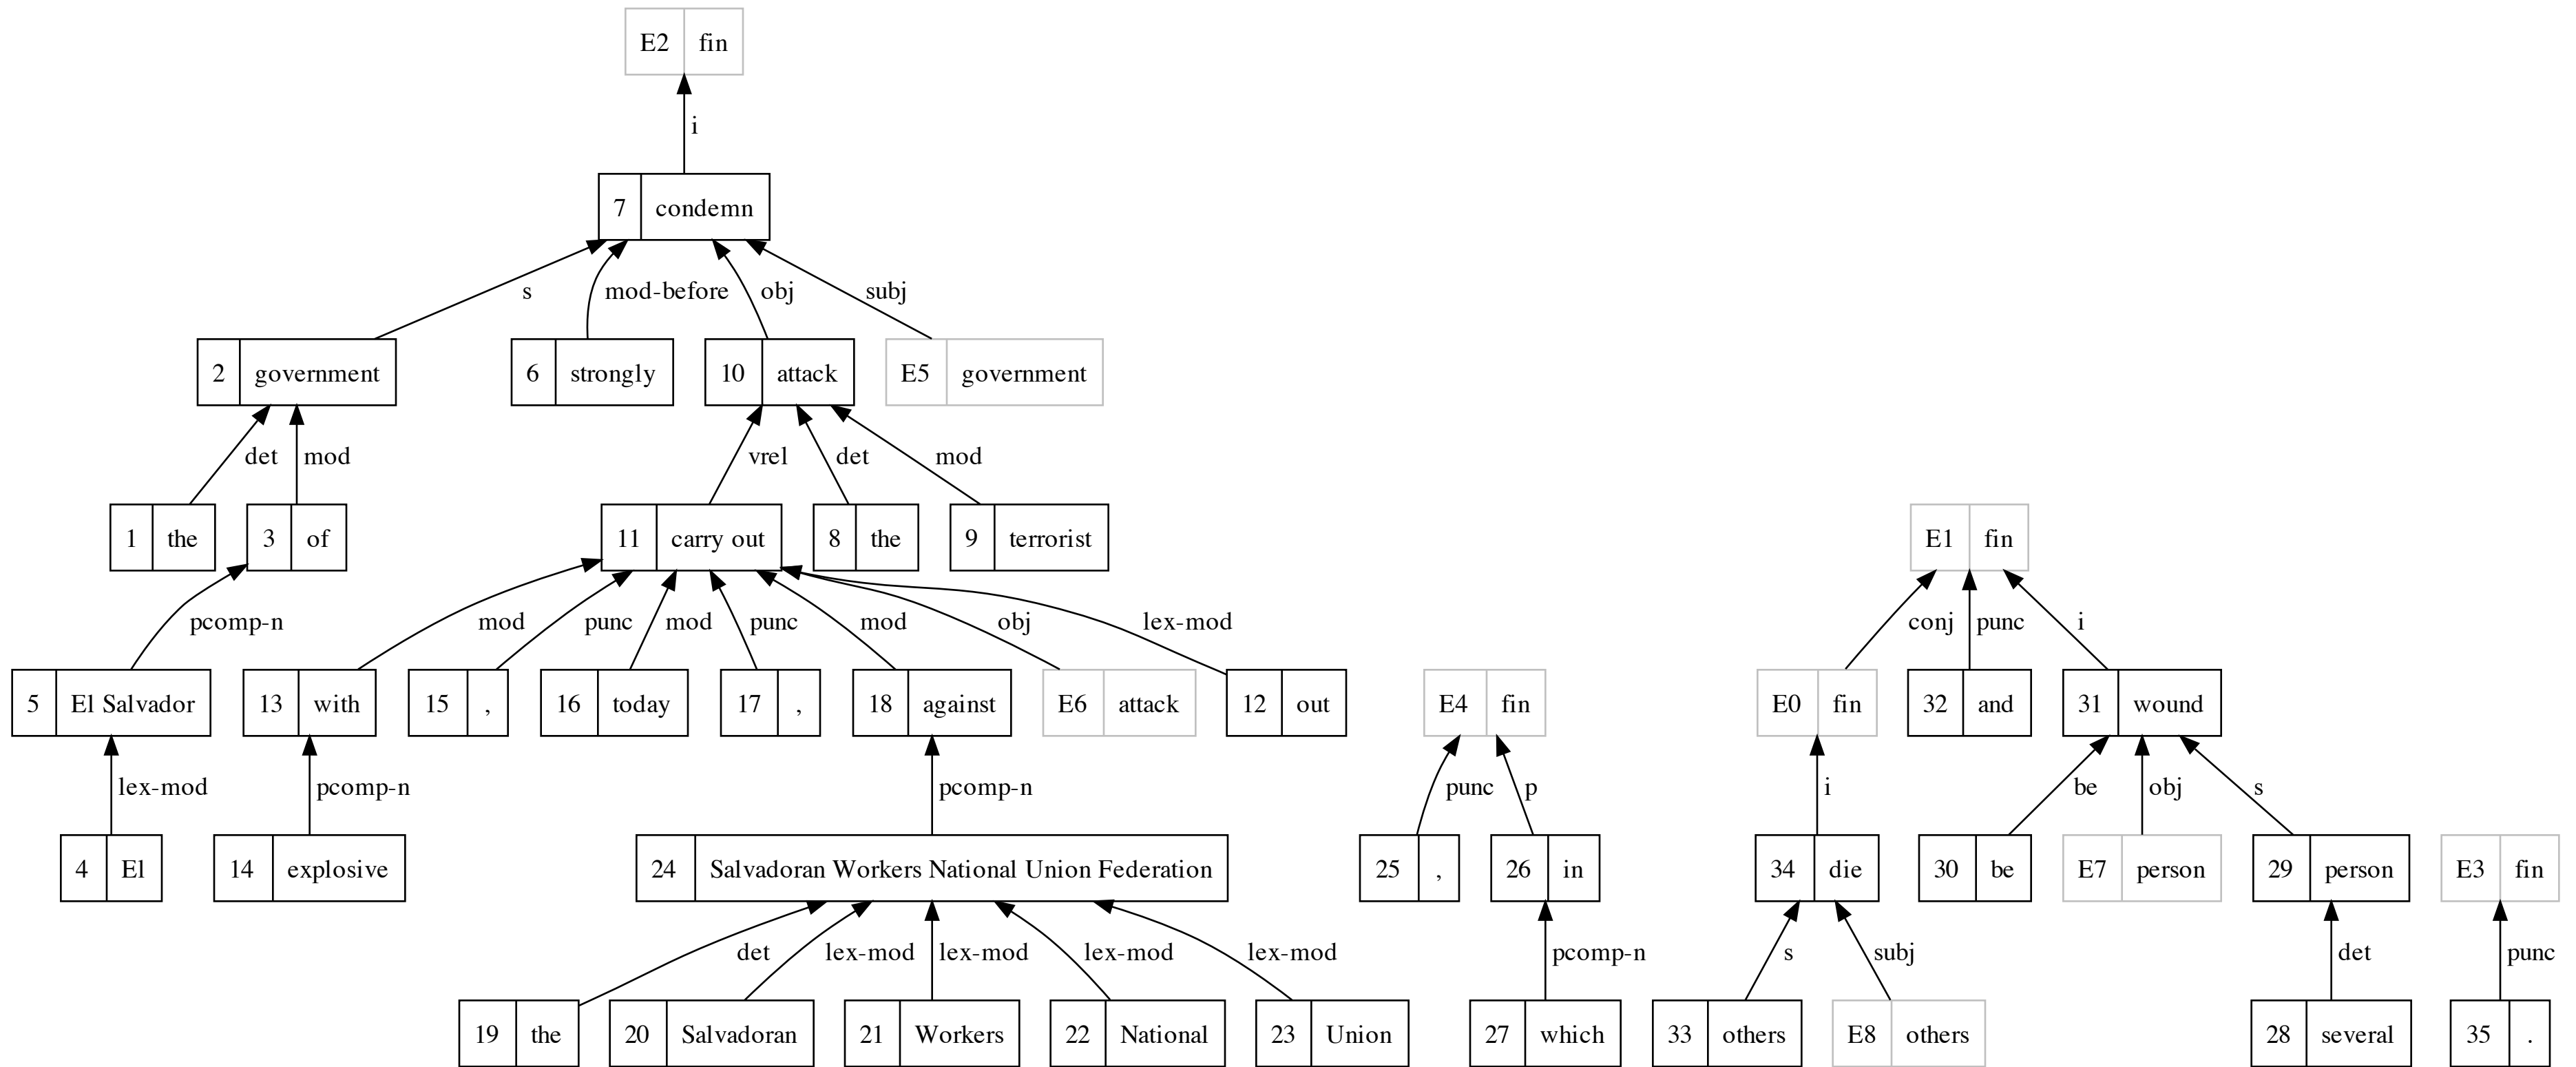 E2 fin
i
7 condemn
s mod-before obj subj
2 government 6 strongly 10 attack E5 government
det mod vrel det mod
1 the 3 of 11 carry out 8 the 9 terrorist E1 fin
pcomp-n mod punc mod punc mod obj lex-mod conj punc i
5 El Salvador 13 with 15 , 16 today 17 , 18 against E6 attack 12 out E4 fin E0 fin 32 and 31 wound
lex-mod pcomp-n pcomp-n punc p i be obj s
4 El 14 explosive 24 Salvadoran Workers National Union Federation 25 , 26 in 34 die 30 be E7 person 29 person E3 fin
det lex-mod lex-mod lex-mod lex-mod pcomp-n s subj det punc
19 the 20 Salvadoran 21 Workers 22 National 23 Union 27 which 33 others E8 others 28 several 35 .